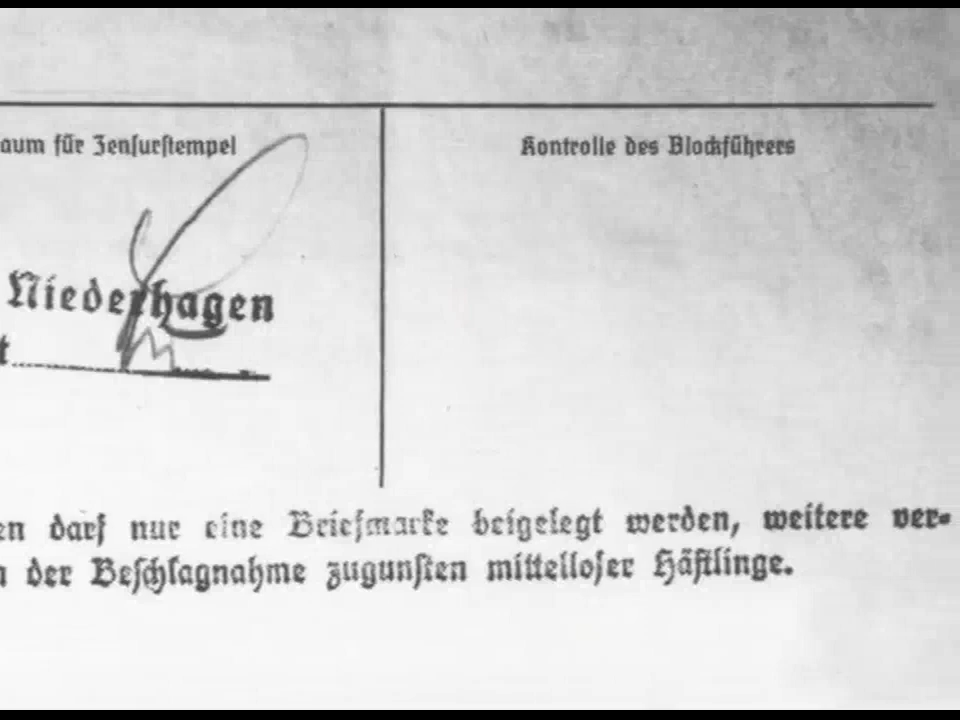 aum für Zensurstempel
Kontrolle des Blockführers
Niederhagen
t
en darf nur eine Briefmarke beigelegt werden, weitere ver-
n der Beschlagnahme zugunsten mittelloser Häftlinge.